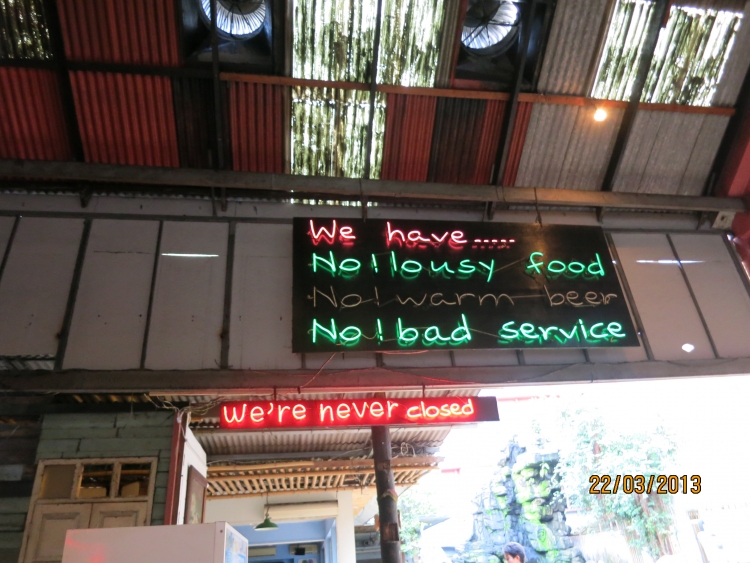 We have.....
No! lousy food
No! warm beer
No! bad service
We're never closed
22/03/2013